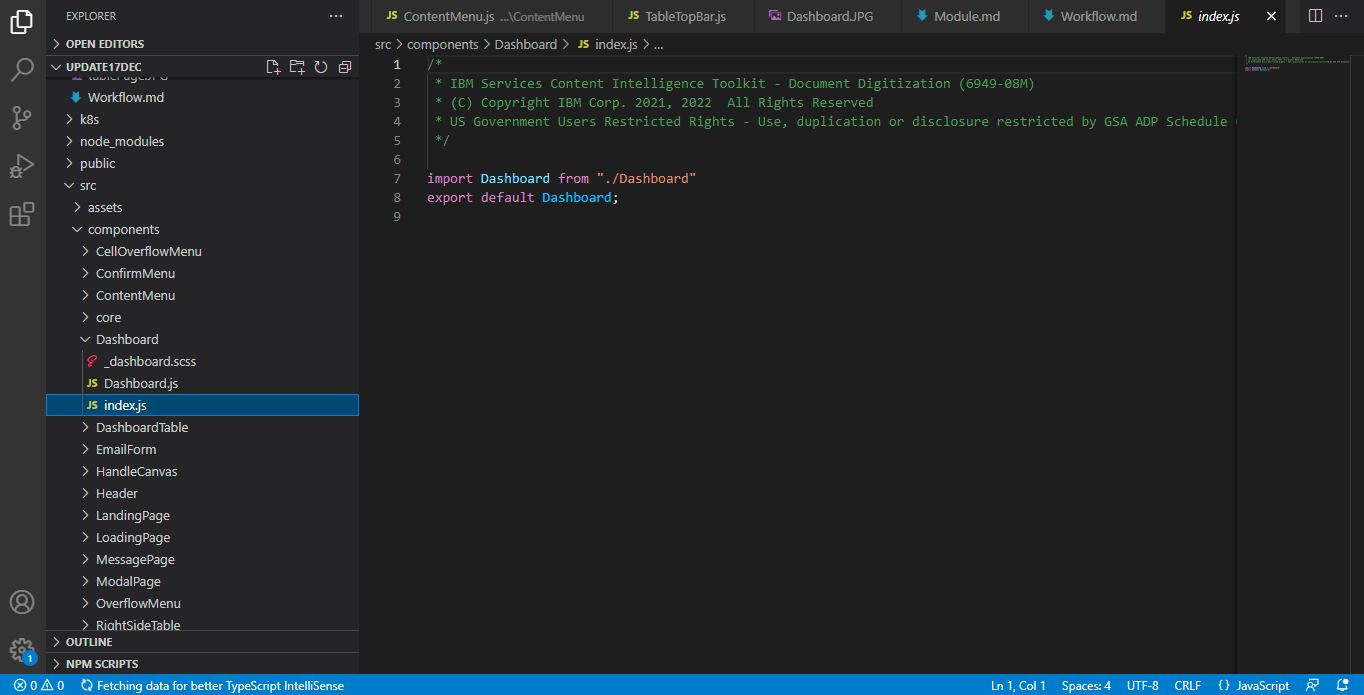 EXPLORER
OPEN EDITORS
UPDATE17DEC
Workflow.md
k8s
node_modules
public
src
assets
components
CellOverflowMenu
ConfirmMenu
ContentMenu
core
Dashboard
_dashboard.scss
JS Dashboard.js
JS index.js
DashboardTable
EmailForm
HandleCanvas
Header
LandingPage
LoadingPage
MessagePage
ModalPage
OverflowMenu
RightSideTable
OUTLINE
NPM SCRIPTS
JS ContentMenu.js ...\ContentMenu JS TableTopBar.js Dashboard.JPG Module.md Workflow.md JS index.js
src > components > Dashboard > JS index.js > ...
1 /*
2 * IBM Services Content Intelligence Toolkit - Document Digitization (6949-08M)
3 * (C) Copyright IBM Corp. 2021, 2022  All Rights Reserved
4 * US Government Users Restricted Rights - Use, duplication or disclosure restricted by GSA ADP Schedule
5 */
6
7 import Dashboard from "./Dashboard"
8 export default Dashboard;
9
1
0 0 Fetching data for better TypeScript IntelliSense Ln 1, Col 1 Spaces: 4 UTF-8 CRLF {} JavaScript